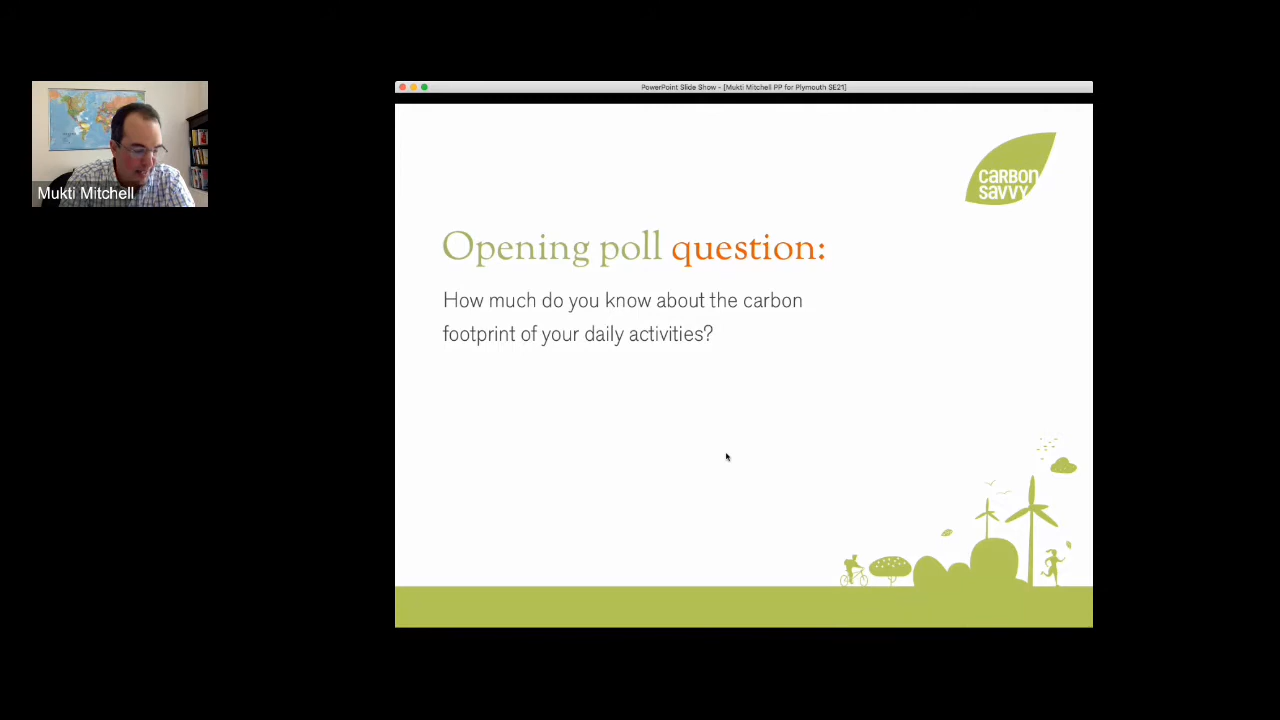 PowerPoint Slide Show - [Mukti Mitchell PP for Plymouth SE21]
Mukti Mitchell
CARBON
SAVVY
Opening poll question:
How much do you know about the carbon
footprint of your daily activities?